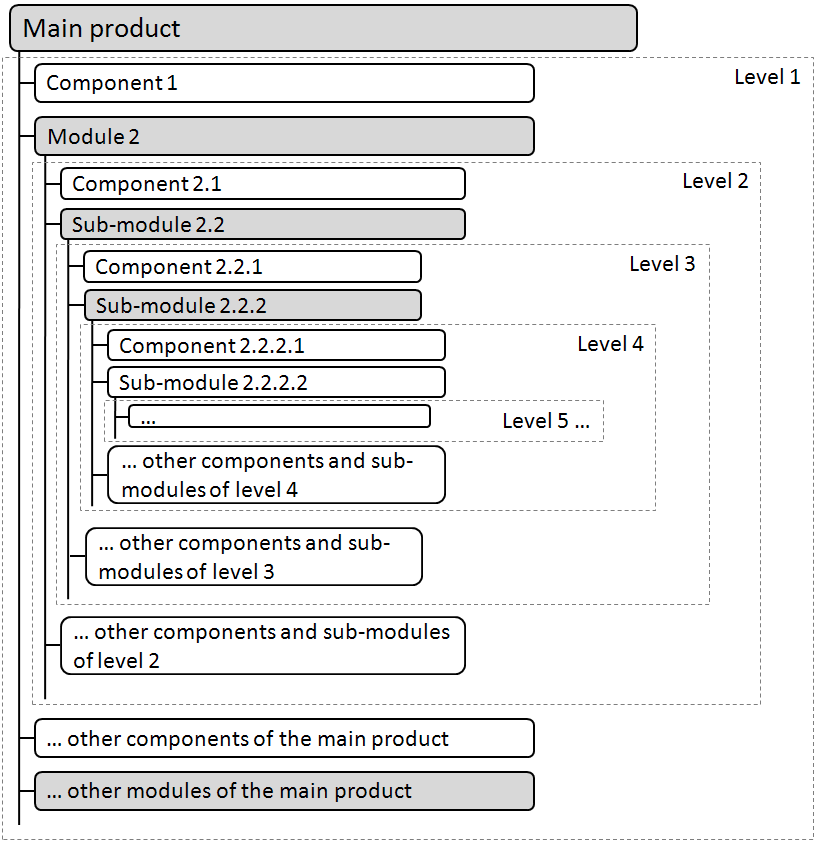 Main product
Level 1
Component 1
Module 2
Level 2
Component 2.1
Sub-module 2.2
Level 3
Component 2.2.1
Sub-module 2.2.2
Level 4
Component 2.2.2.1
Sub-module 2.2.2.2
...
Level 5 ...
... other components and sub-
modules of level 4
... other components and sub-
modules of level 3
... other components and sub-modules
of level 2
... other components of the main product
... other modules of the main product